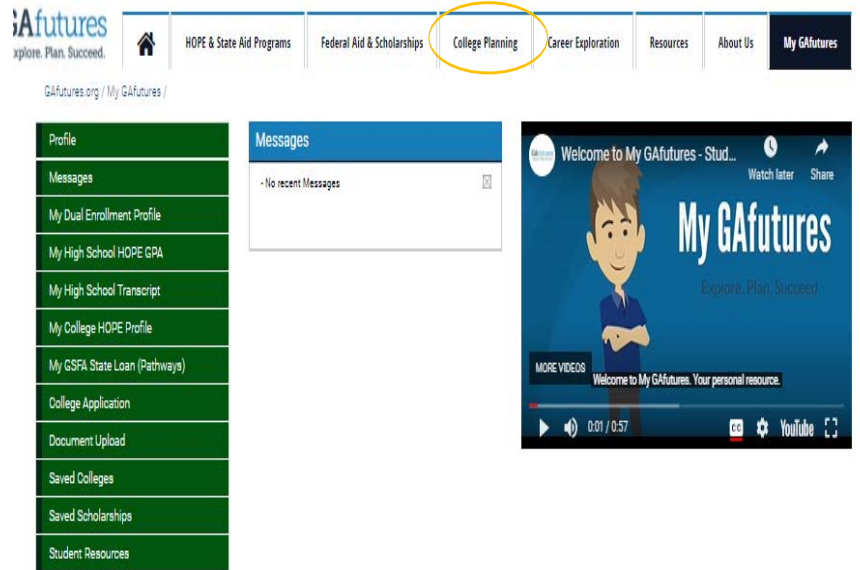 GAfutures
xplore. Plan. Succeed.
HOPE & State Aid Programs
Federal Aid & Scholarships
College Planning
Career Exploration
Resources
About Us
My GAfutures
GAfutures.org / My GAfutures /
Profile
Messages
My Dual Enrollment Profile
My High School HOPE GPA
My High School Transcript
My College HOPE Profile
My GSFA State Loan (Pathways)
College Application
Document Upload
Saved Colleges
Saved Scholarships
Student Resources
Messages
- No recent Messages
Welcome to My GAfutures - Stud...
Watch later
Share
My GAfutures
Explore. Plan. Succeed
MORE VIDEOS
Welcome to My GAfutures. Your personal resource.
0:01 / 0:57
CC
YouTube